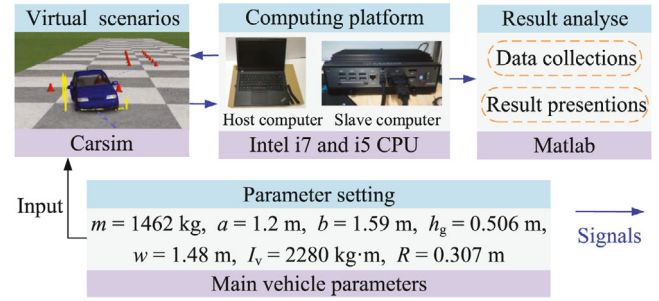 Virtual scenarios
Computing platform
Result analyse
Data collections
Result presentions
Host computer
Slave computer
Carsim
Intel i7 and i5 CPU
Matlab
Input
Parameter setting
m = 1462 kg, a = 1.2 m, b = 1.59 m, hg = 0.506 m,
w = 1.48 m, Iv = 2280 kg·m, R = 0.307 m
Main vehicle parameters
Signals